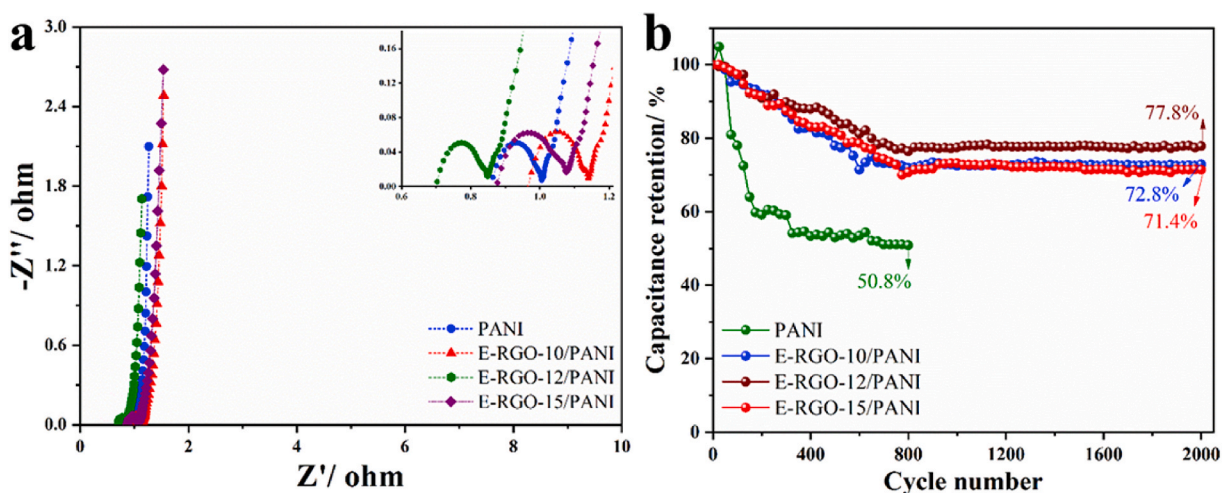 a
-Z''/ ohm
3.0
2.4
1.8
1.2
0.6
0.0
0 2 4 6 8 10
Z'/ ohm
0.16
0.12
0.08
0.04
0.00
0.6 0.8 1.0 1.2
PANI
E-RGO-10/PANI
E-RGO-12/PANI
E-RGO-15/PANI
b
Capacitance retention/ %
100
80
60
40
20
0
0 400 800 1200 1600 2000
Cycle number
77.8%
72.8%
71.4%
50.8%
PANI
E-RGO-10/PANI
E-RGO-12/PANI
E-RGO-15/PANI